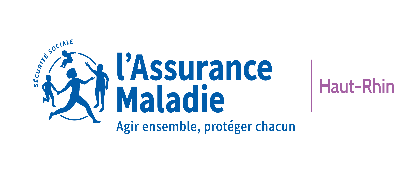 SÉCURITÉ SOCIALE
l'Assurance
Maladie
Agir ensemble, protéger chacun
Haut-Rhin